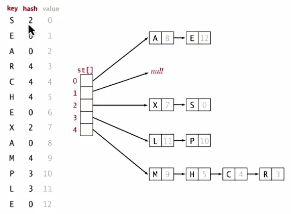 key hash value
S 2 0
E 0 1
A 0 2
R 4 3
C 4 4
H 4 5
E 0 6
X 2 7
A 0 8
M 4 9
P 3 10
L 3 11
E 0 12
st[]
0
1
2
3
4
A 8 E 12
null
X 7 S 0
L 11 P 10
M 9 H 5 C 4 R 3